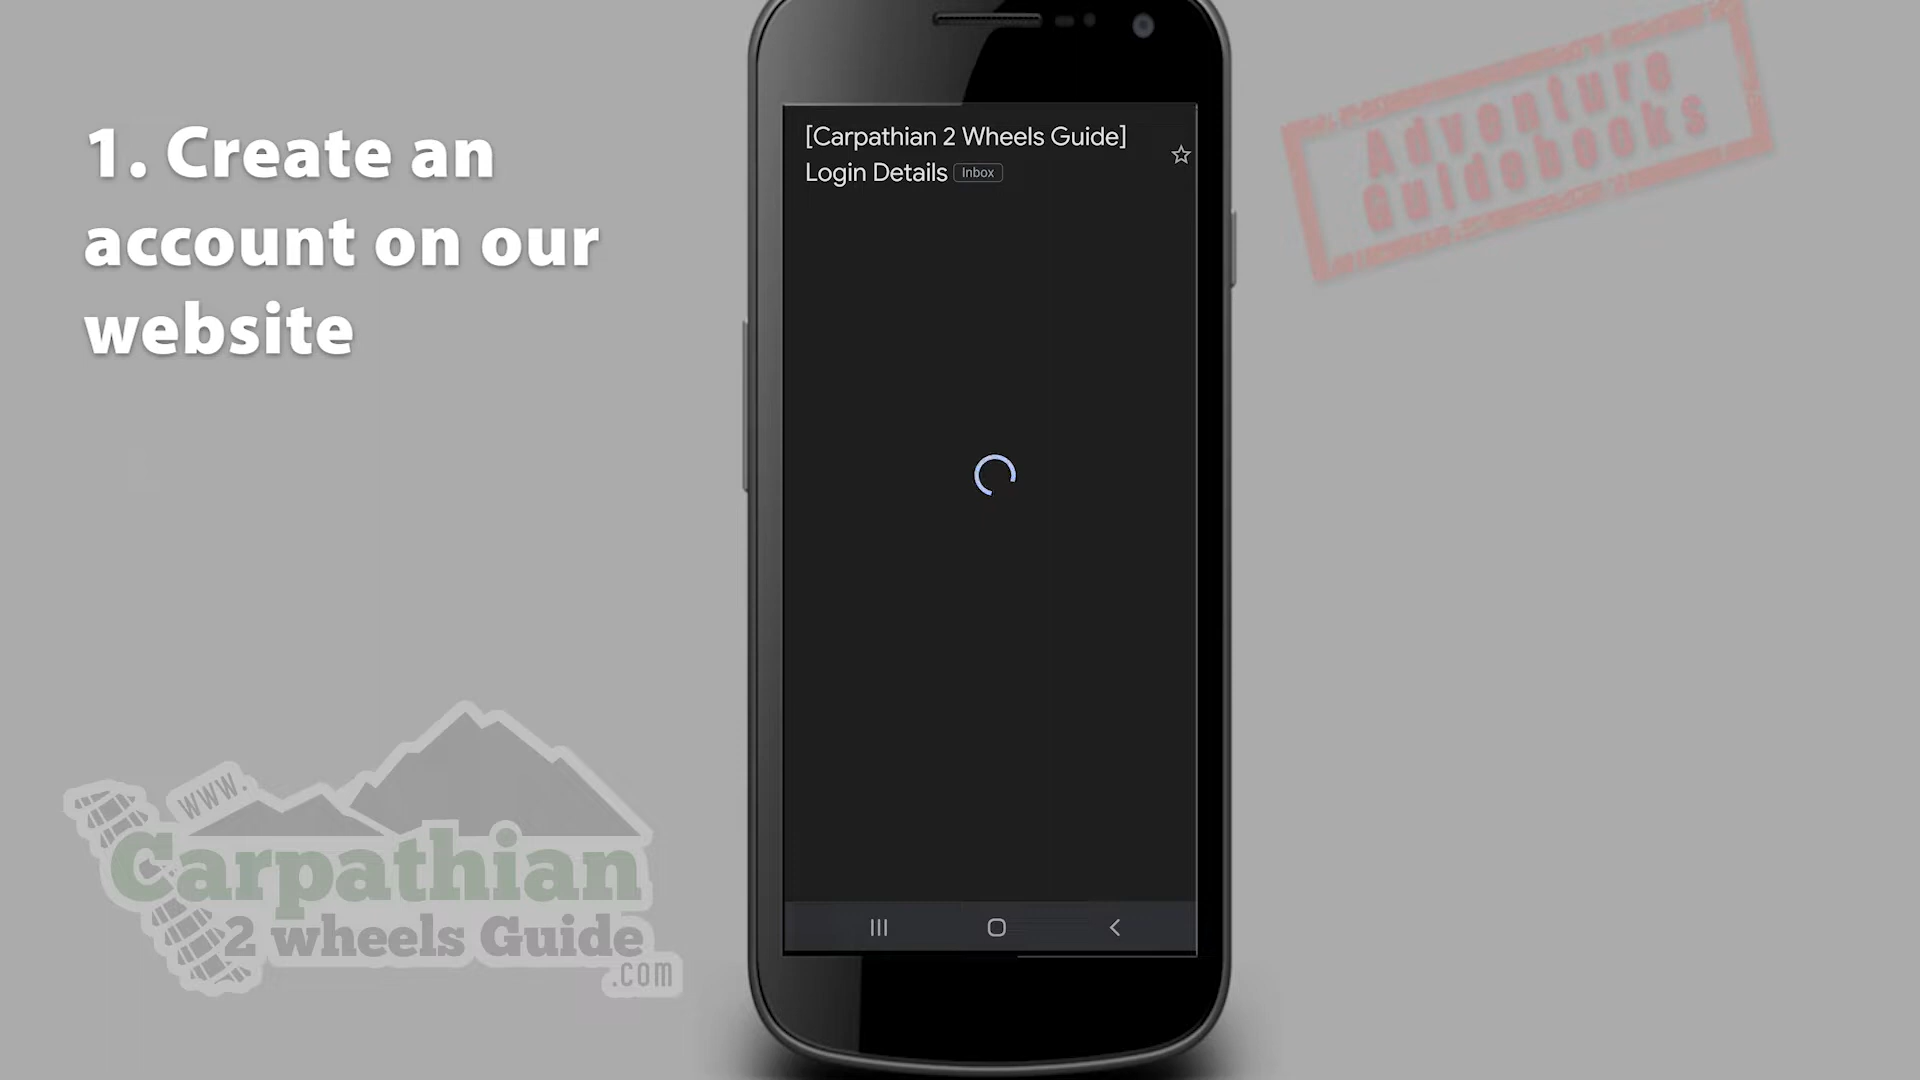 1. Create an
account on our
website
[Carpathian 2 Wheels Guide]
Login Details Inbox
Adventure
Guidebooks
www.
Carpathian
2 wheels Guide
.com